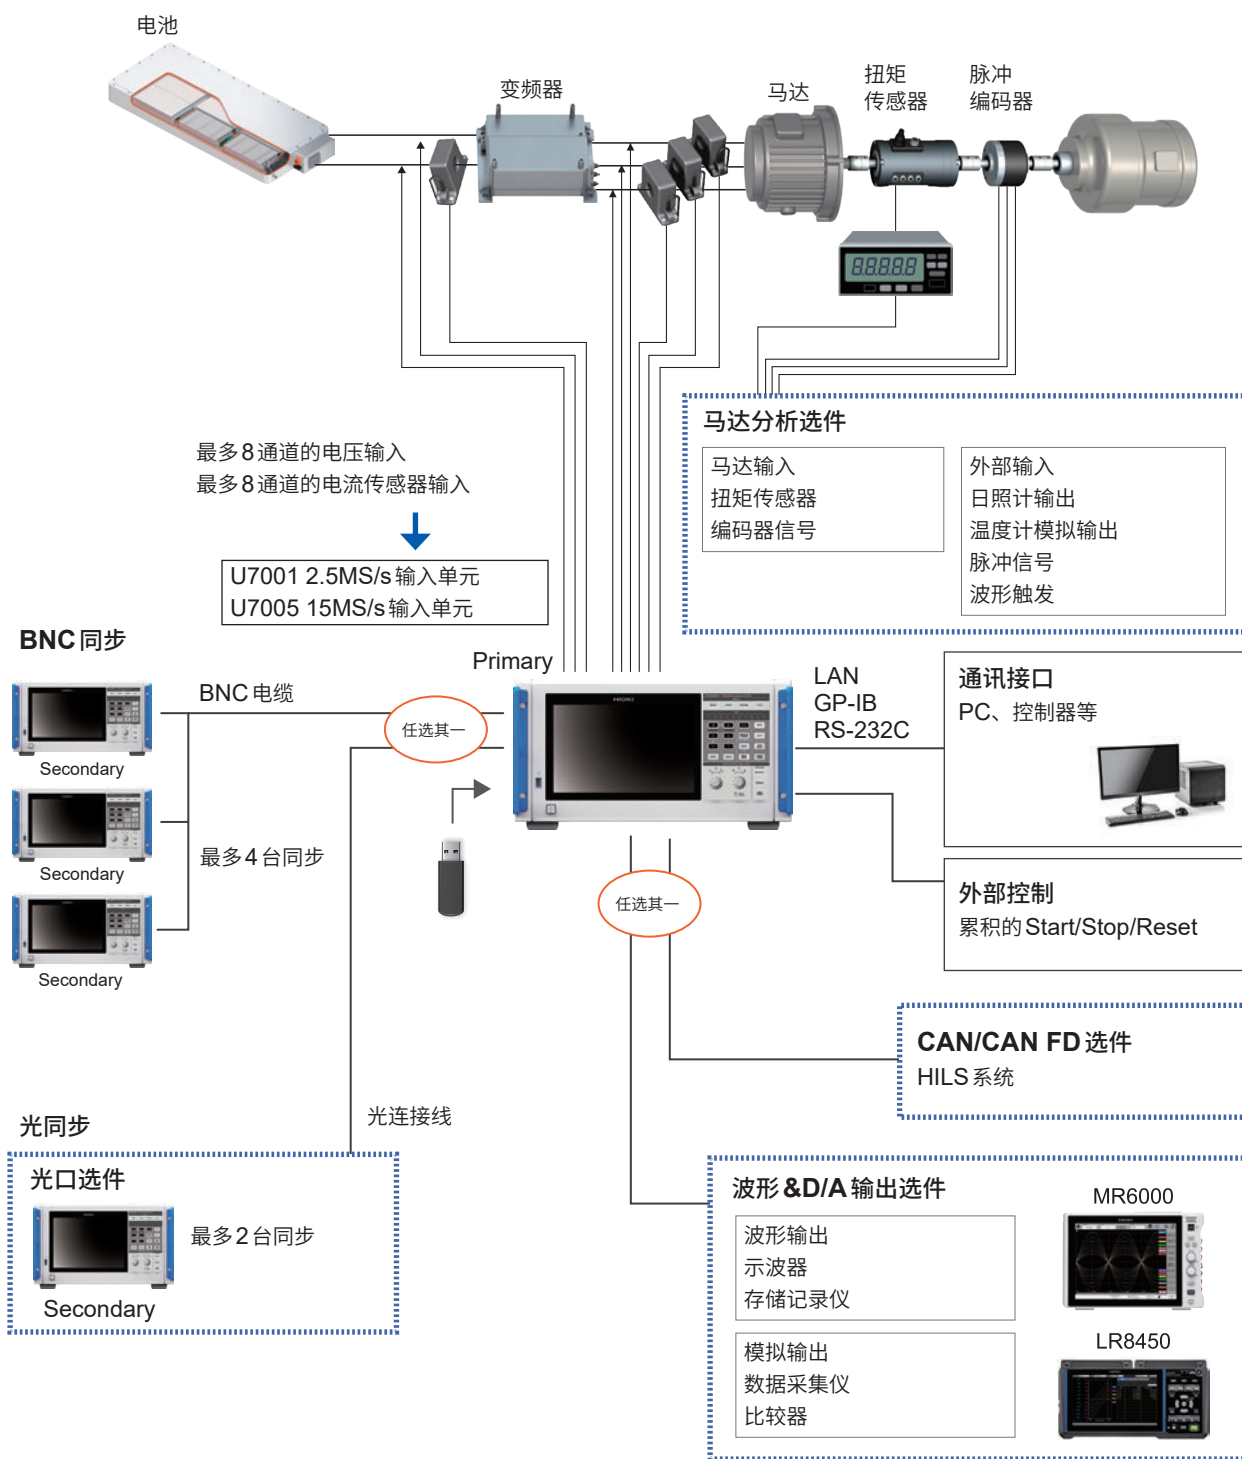 电池
变频器
马达
扭矩
传感器
脉冲
编码器
88888
最多8通道的电压输入
最多8通道的电流传感器输入
U7001 2.5MS/s输入单元
U7005 15MS/s输入单元
马达分析选件
马达输入
扭矩传感器
编码器信号
外部输入
日照计输出
温度计模拟输出
脉冲信号
波形触发
BNC同步
BNC电缆
Secondary
Secondary
Secondary
最多4台同步
任选其一
Primary
HIOKI
LAN
GP-IB
RS-232C
通讯接口
PC、控制器等
外部控制
累积的Start/Stop/Reset
任选其一
CAN/CAN FD选件
HILS系统
光连接线
光同步
光口选件
最多2台同步
Secondary
波形&D/A输出选件
波形输出
示波器
存储记录仪
模拟输出
数据采集仪
比较器
MR6000
LR8450